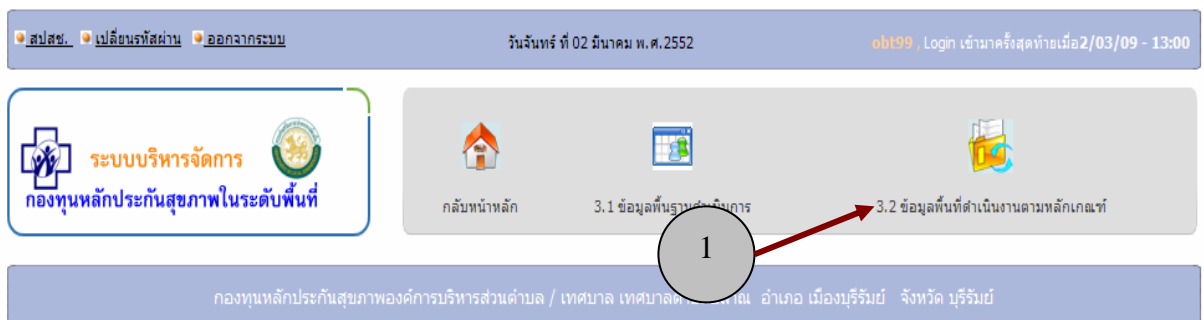 สปสช. เปลี่ยนรหัสผ่าน ออกจากระบบ วันจันทร์ ที่ 02 มีนาคม พ.ศ.2552 obt99 , Login เข้ามาครั้งสุดท้ายเมื่อ2/03/09 - 13:00
ระบบบริหารจัดการ
กองทุนหลักประกันสุขภาพในระดับพื้นที่
กลับหน้าหลัก 3.1 ข้อมูลพื้นฐานดำเนินการ 3.2 ข้อมูลพื้นที่ดำเนินงานตามหลักเกณฑ์
1
กองทุนหลักประกันสุขภาพองค์การบริหารส่วนตำบล / เทศบาล อำเภอ เมืองบุรีรัมย์ จังหวัด บุรีรัมย์